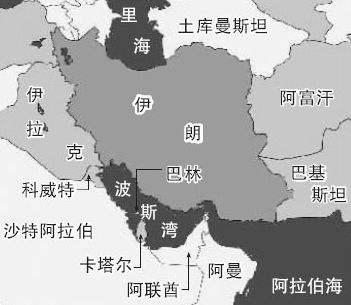 里海
土库曼斯坦
伊拉克
伊朗
阿富汗
科威特
波斯湾
巴林
巴基斯坦
沙特阿拉伯
卡塔尔
阿联酋
阿曼
阿拉伯海